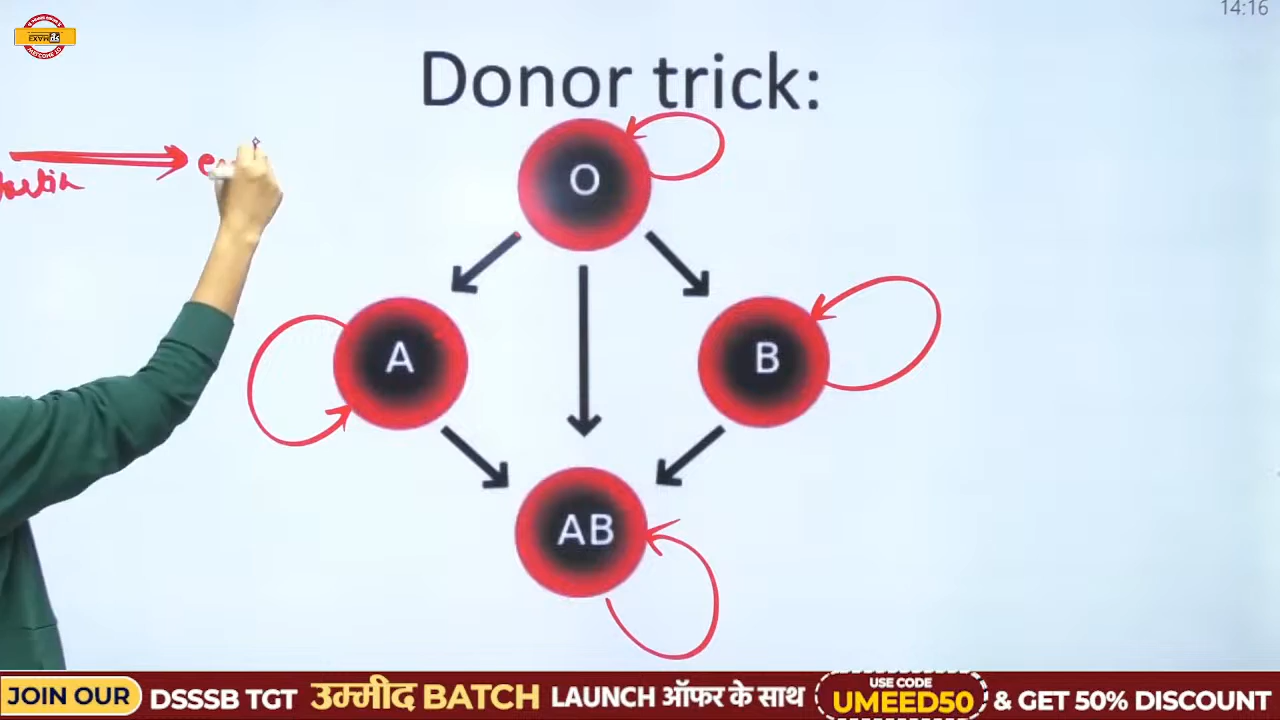 14:16
Donor trick:
O
A
B
AB
JOIN OUR DSSSB TGT उम्मीद BATCH LAUNCH ऑफर के साथ USE CODE UMEED50 & GET 50% DISCOUNT